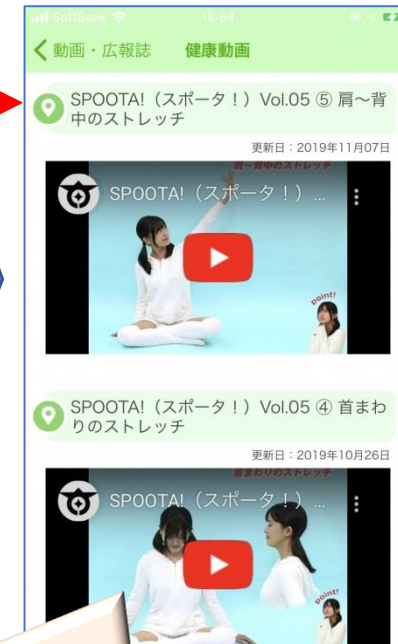 SoftBank
18:54
動画・広報誌 健康動画
SPOOTA!（スポータ！）Vol.05 ⑤ 肩〜背
中のストレッチ
更新日：2019年11月07日
肩〜背中のストレッチ
SPOOTA!（スポータ！）...
point!
SPOOTA!（スポータ！）Vol.05 ④ 首まわ
りのストレッチ
更新日：2019年10月26日
首まわりのストレッチ
SPOOTA!（スポータ！）...
point!